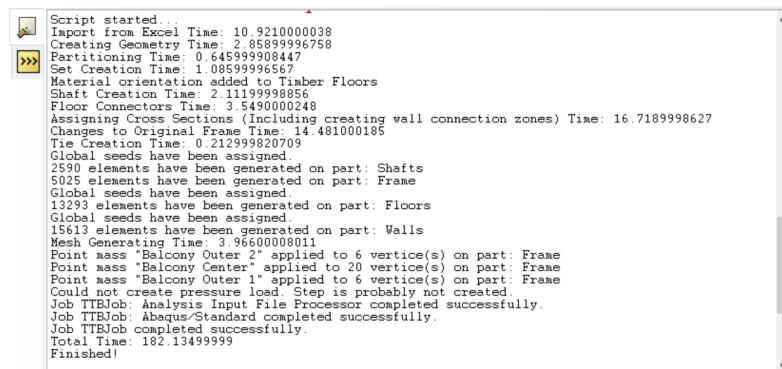 Script started...
Import from Excel Time: 10.9210000038
Creating Geometry Time: 2.85899996758
Partitioning Time: 0.645999908447
Set Creation Time: 1.08599996567
Material orientation added to Timber Floors
Shaft Creation Time: 2.11199998856
Floor Connectors Time: 3.5490000248
Assigning Cross Sections (Including creating wall connection zones) Time: 16.7189998627
Changes to Original Frame Time: 14.481000185
Tie Creation Time: 0.212999820709
Global seeds have been assigned.
2590 elements have been generated on part: Shafts
5025 elements have been generated on part: Frame
Global seeds have been assigned.
13293 elements have been generated on part: Floors
Global seeds have been assigned.
15613 elements have been generated on part: Walls
Mesh Generating Time: 3.96600008011
Point mass "Balcony Outer 2" applied to 6 vertice(s) on part: Frame
Point mass "Balcony Center" applied to 20 vertice(s) on part: Frame
Point mass "Balcony Outer 1" applied to 6 vertice(s) on part: Frame
Could not create pressure load. Step is probably not created.
Job TTBJob: Analysis Input File Processor completed successfully.
Job TTBJob: Abaqus/Standard completed successfully.
Job TTBJob completed successfully.
Total Time: 182.13499999
Finished!